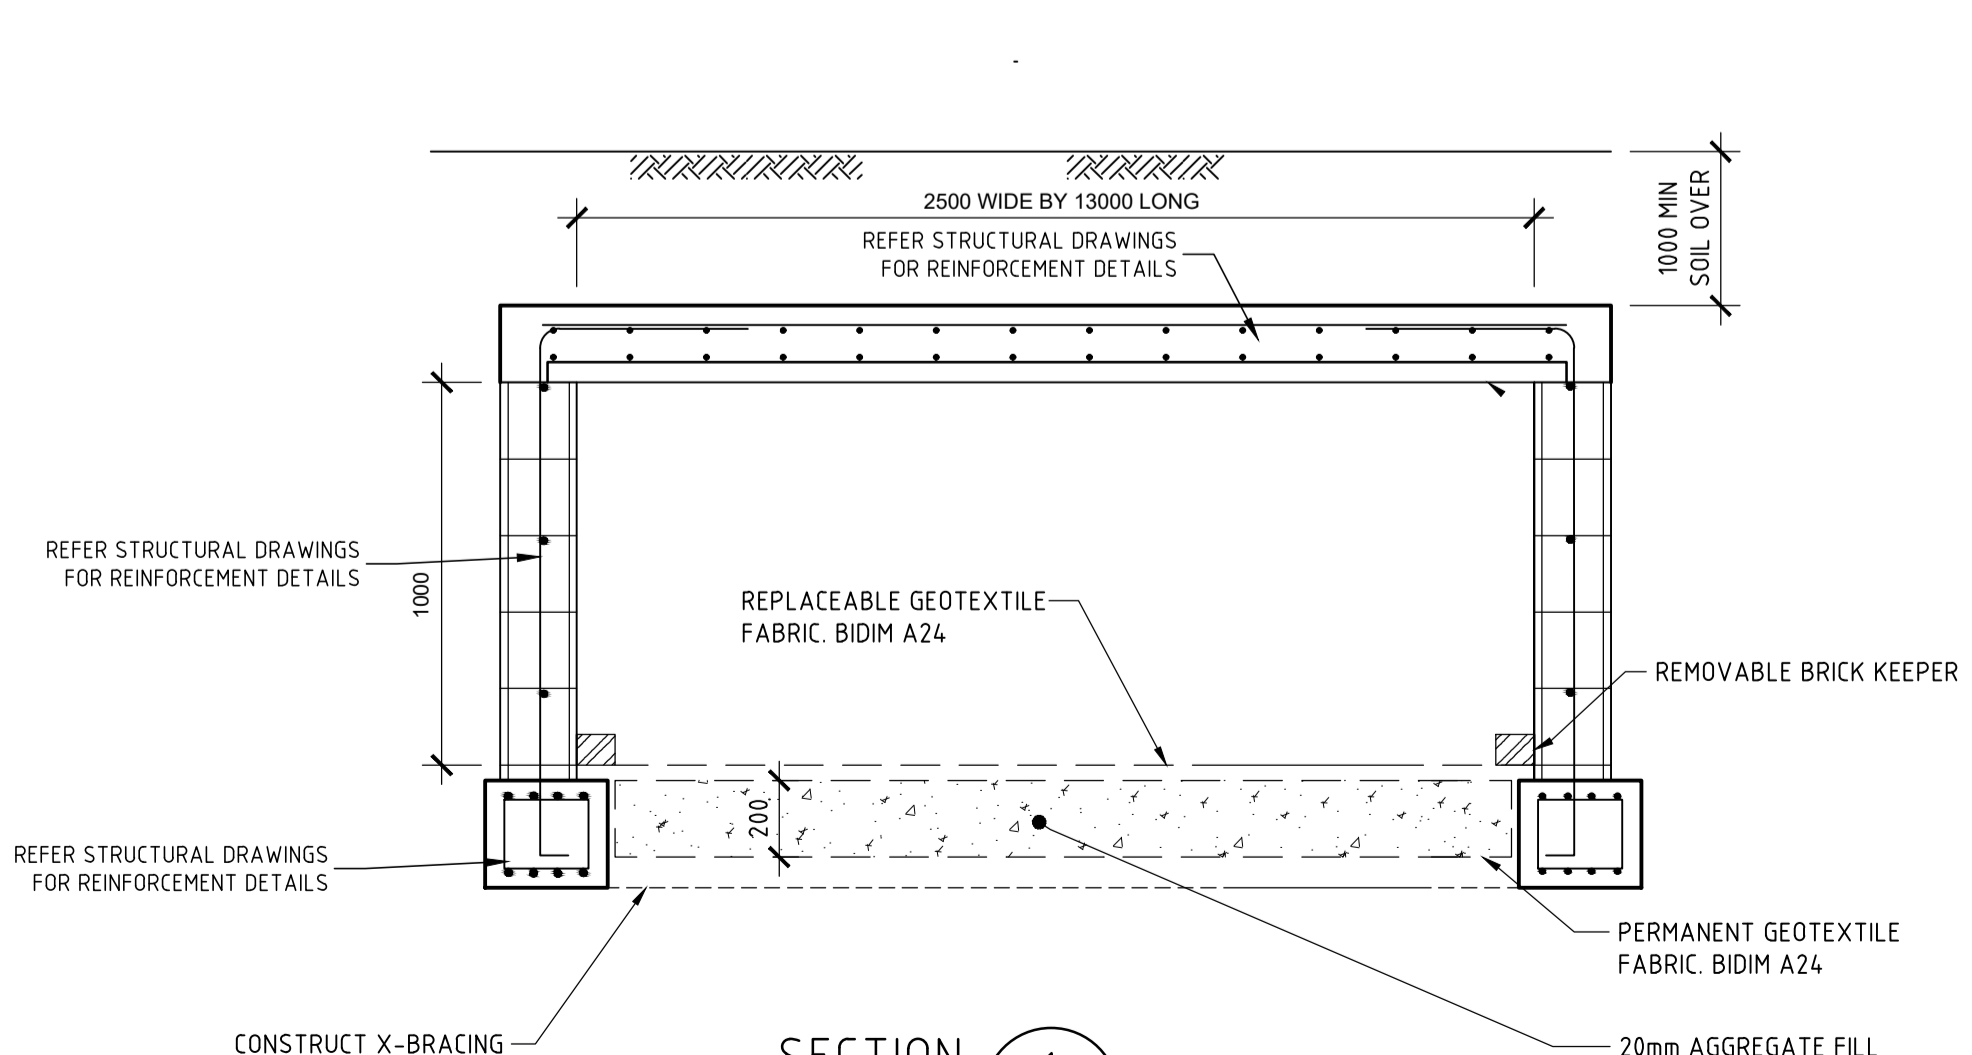 2500 WIDE BY 13000 LONG
1000 MIN
SOIL OVER
REFER STRUCTURAL DRAWINGS
FOR REINFORCEMENT DETAILS
REFER STRUCTURAL DRAWINGS
FOR REINFORCEMENT DETAILS
1000
REPLACEABLE GEOTEXTILE
FABRIC. BIDIM A24
REMOVABLE BRICK KEEPER
200
REFER STRUCTURAL DRAWINGS
FOR REINFORCEMENT DETAILS
PERMANENT GEOTEXTILE
FABRIC. BIDIM A24
CONSTRUCT X-BRACING
SECTION
20mm AGGREGATE FILL